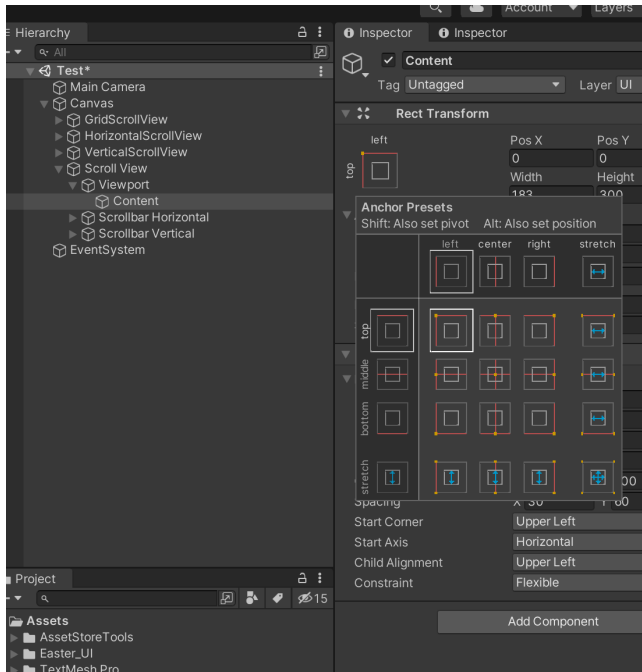 Account
Layers
Hierarchy
Inspector
Inspector
All
Content
Tag Untagged
Layer UI
Test*
Main Camera
Canvas
GridScrollView
HorizontalScrollView
VerticalScrollView
Scroll View
Viewport
Content
Scrollbar Horizontal
Scrollbar Vertical
EventSystem
Rect Transform
left
top
Pos X
Pos Y
0
0
Width
Height
183
300
Anchor Presets
Shift: Also set pivot Alt: Also set position
left center right stretch
top
middle
bottom
stretch
00
Spacing
X 30
Y 60
Start Corner
Upper Left
Start Axis
Horizontal
Child Alignment
Upper Left
Constraint
Flexible
Add Component
Project
15
Assets
AssetStoreTools
Easter_UI
TextMesh Pro